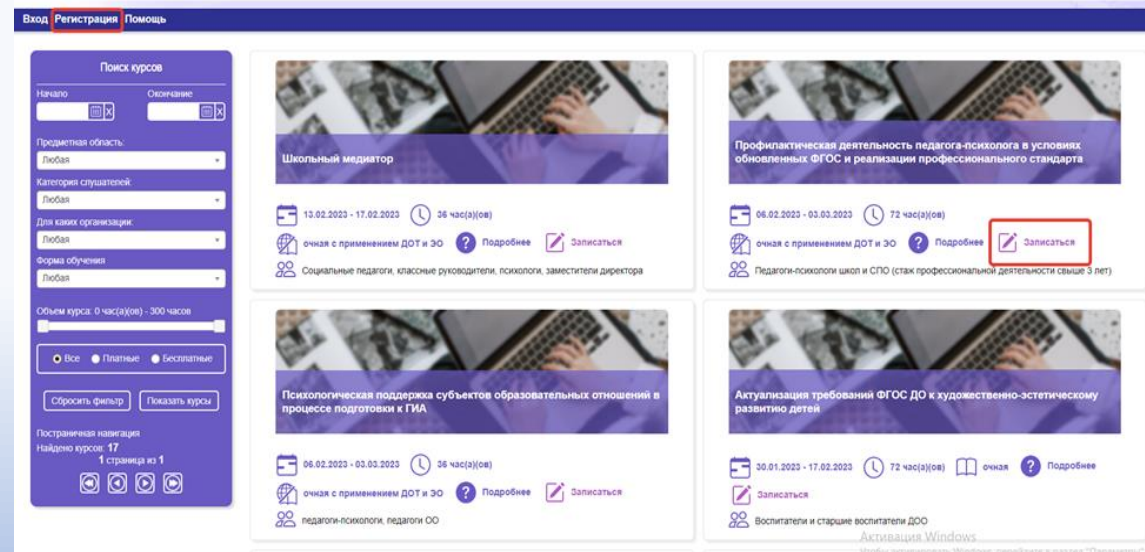 Вход Регистрация Помощь
Поиск курсов
Начало Окончание
X X
Предметная область:
Любая
Категория слушателей:
Любая
Для каких организации:
Любая
Форма обучения
Любая
Объем курса: 0 час(а)(ов) - 300 часов
Все Платные Бесплатные
Сбросить фильтр Показать курсы
Постраничная навигация
Найдено курсов: 17
1 страница из 1
Школьный медиатор
13.02.2023 - 17.02.2023 36 час(а)(ов)
очная с применением ДОТ и ЭО ? Подробнее Записаться
Социальные педагоги, классные руководители, психологи, заместители директора
Профилактическая деятельность педагога-психолога в условиях
обновленных ФГОС и реализации профессионального стандарта
06.02.2023 - 03.03.2023 72 час(а)(ов)
очная с применением ДОТ и ЭО ? Подробнее Записаться
Педагоги-психологи школ и СПО (стаж профессиональной деятельности свыше 3 лет)
Психологическая поддержка субъектов образовательных отношений в
процессе подготовки к ГИА
06.02.2023 - 03.03.2023 36 час(а)(ов)
очная с применением ДОТ и ЭО ? Подробнее Записаться
педагоги-психологи, педагоги ОО
Актуализация требований ФГОС ДО к художественно-эстетическому
развитию детей
30.01.2023 - 17.02.2023 72 час(а)(ов) очная ? Подробнее
Записаться
Воспитатели и старшие воспитатели ДОО
Активация Windows